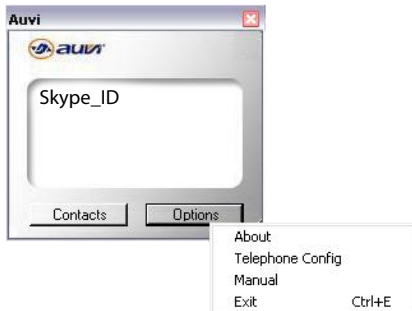 Auvi
auvi
Skype_ID
Contacts Options
About
Telephone Config
Manual
Exit Ctrl+E